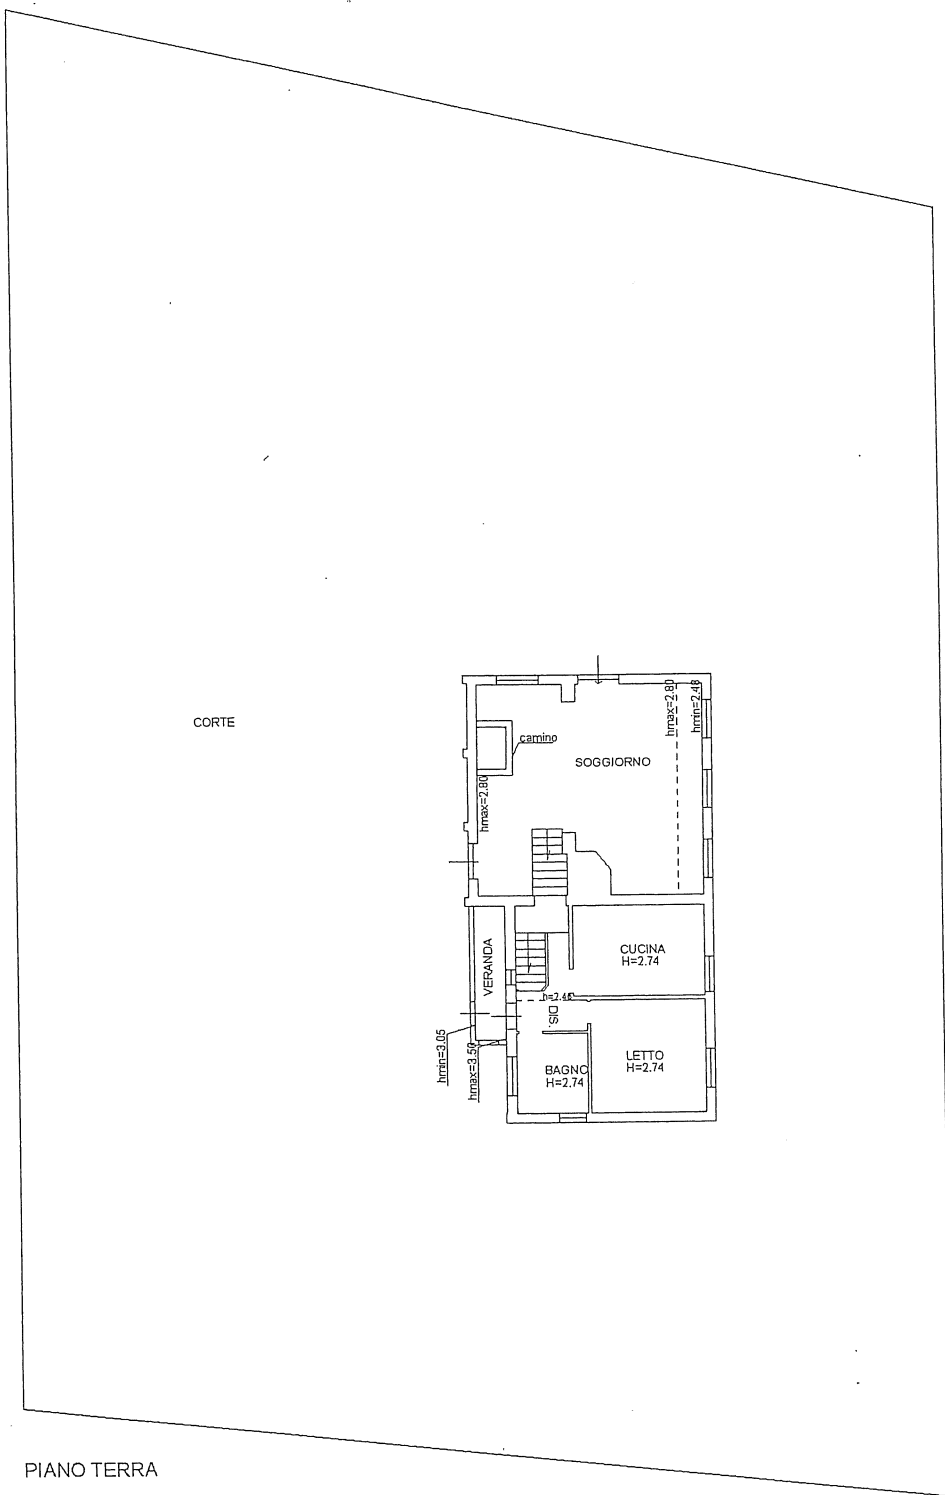 CORTE
hmax=2.80
hmin=2.48
camino
SOGGIORNO
hmax=2.80
VERANDA
CUCINA
H=2.74
h=2.48
DIS.
hmin=3.05
hmax=3.50
BAGNO
H=2.74
LETTO
H=2.74
PIANO TERRA